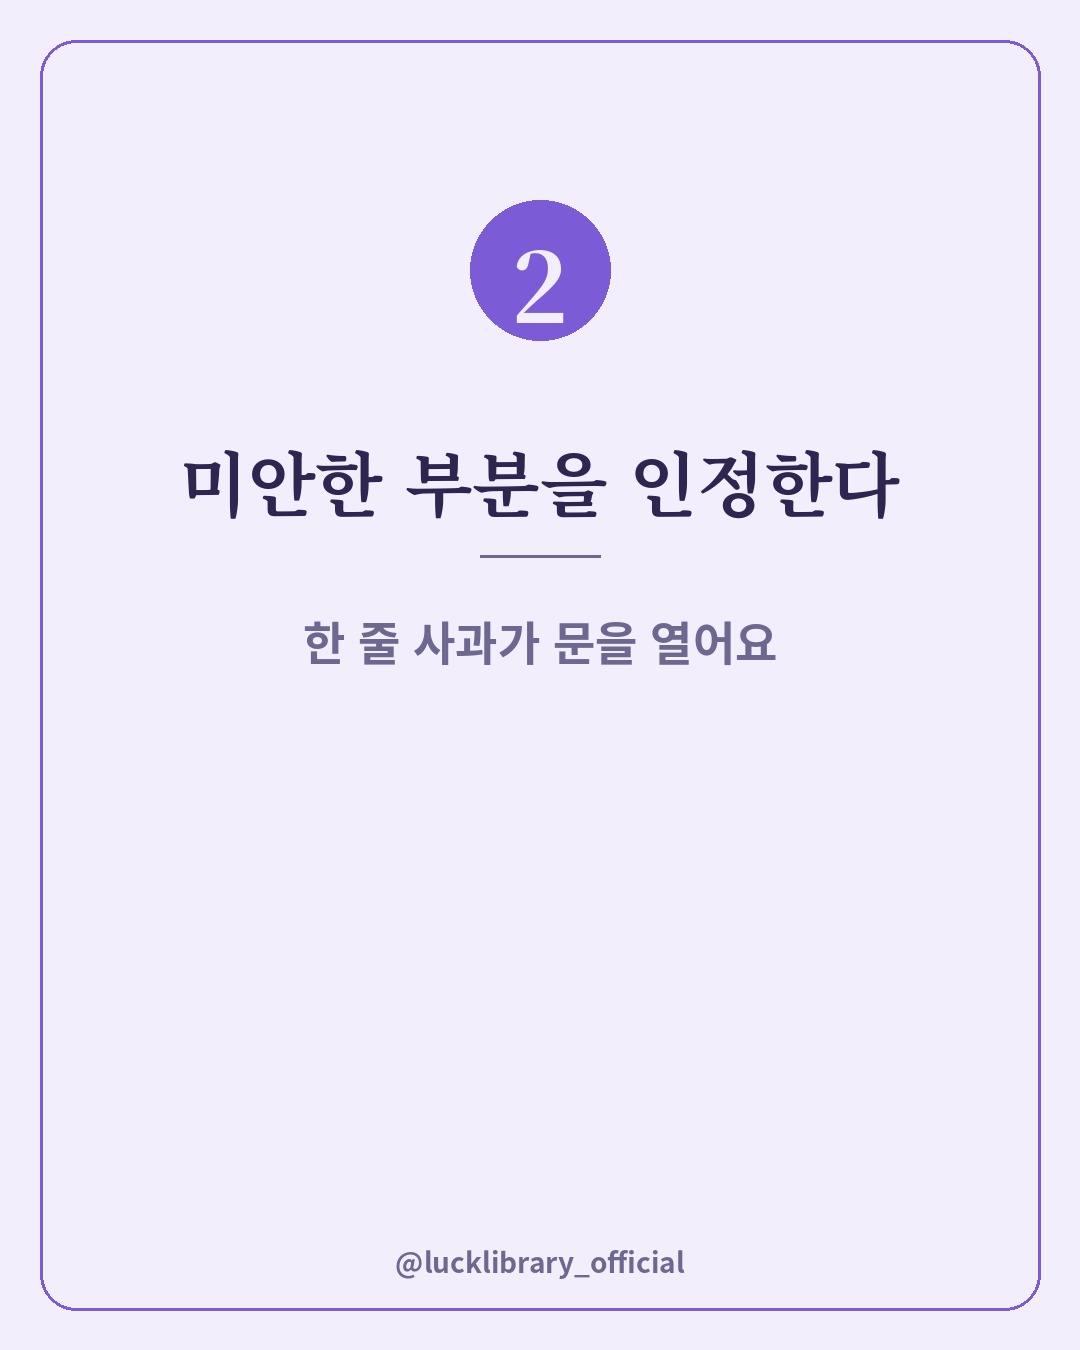 2
미안한 부분을 인정한다
한 줄 사과가 문을 열어요
@lucklibrary_official